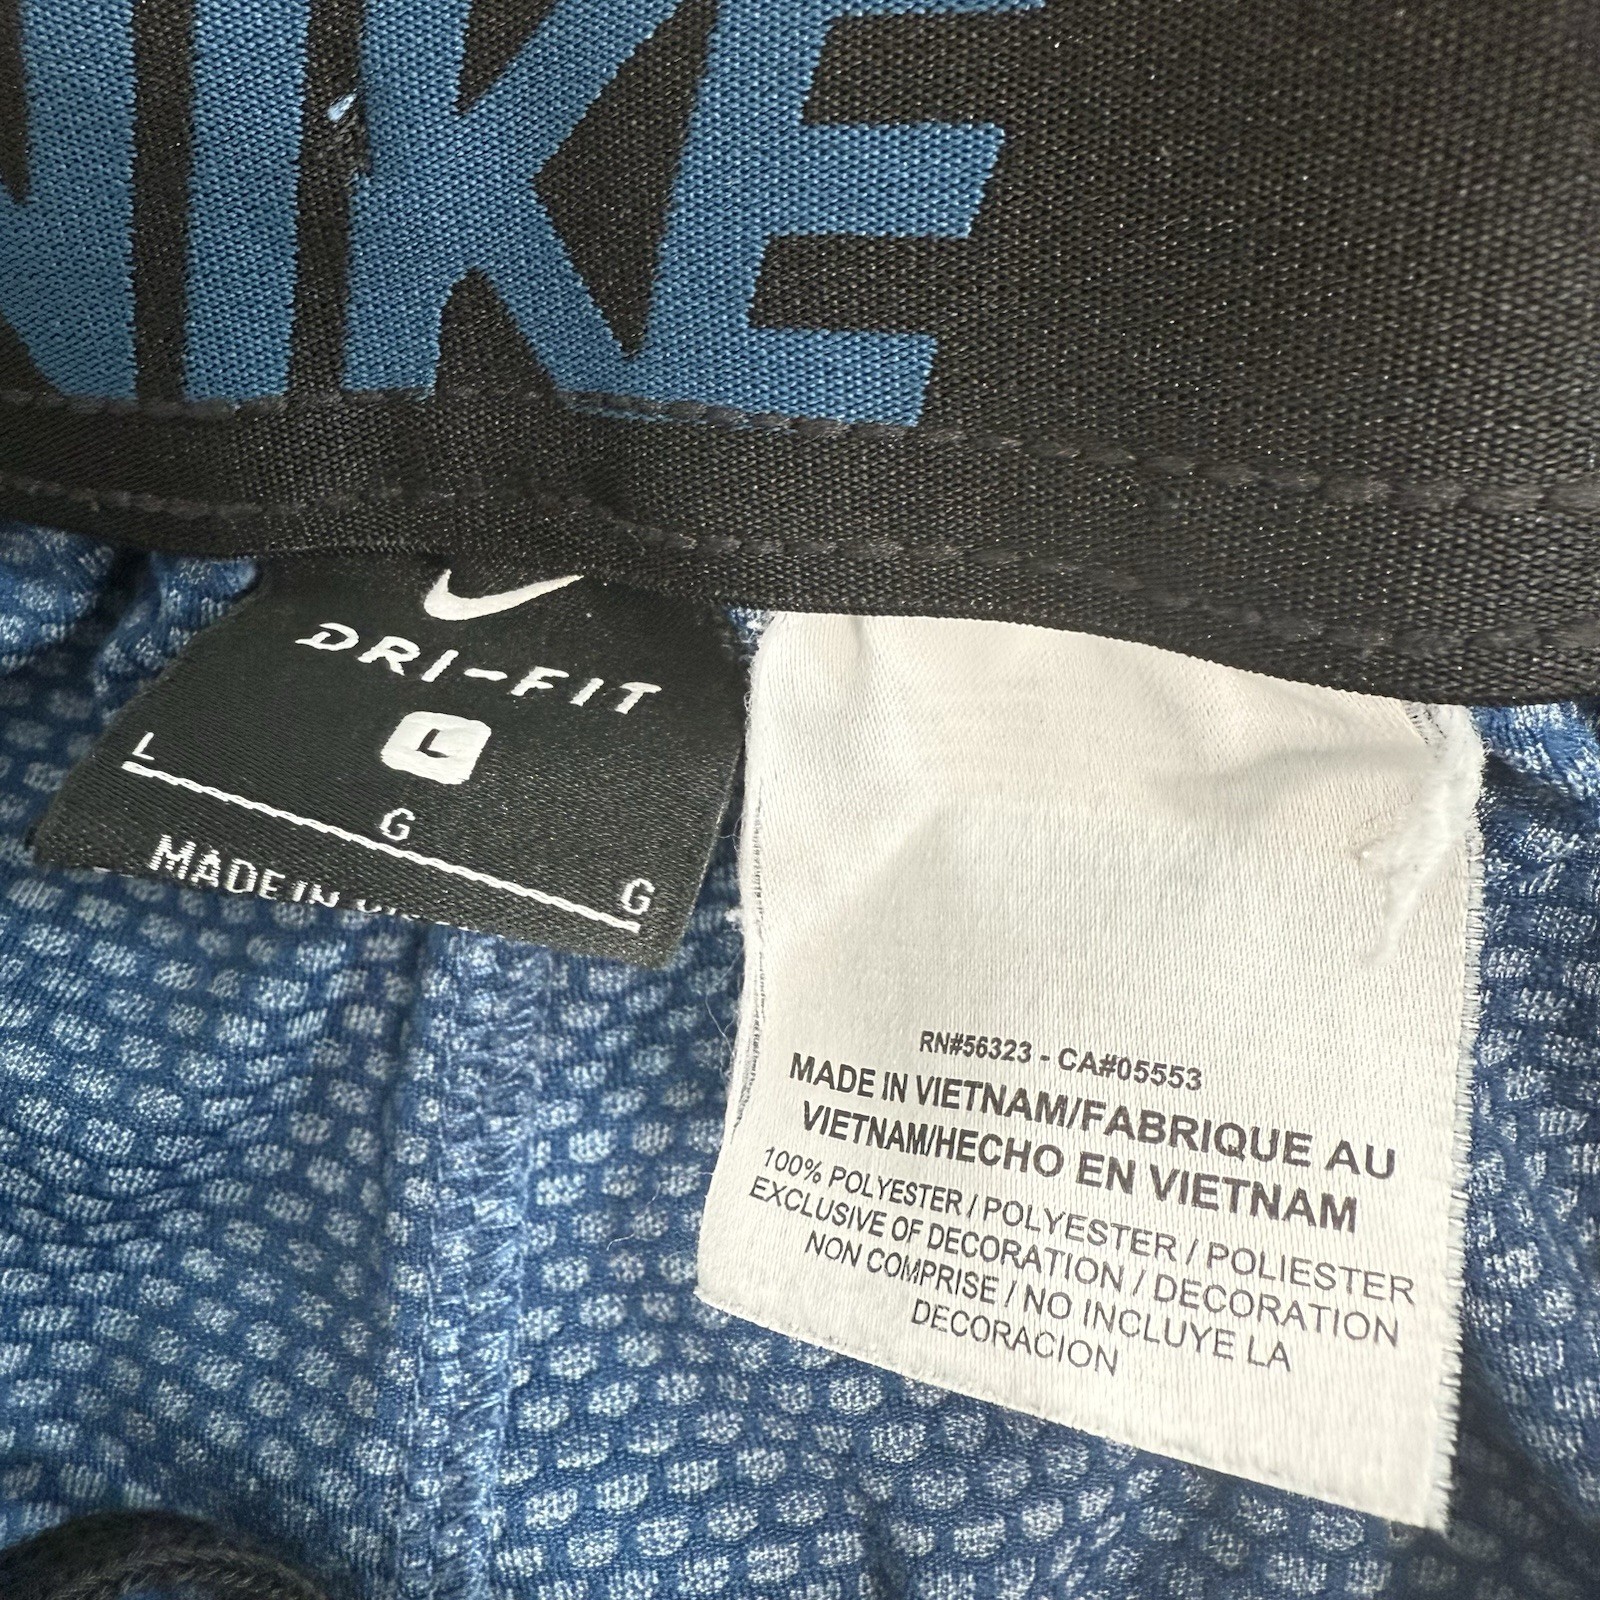 NIKE
DRI-FIT
L
L G G
MADE IN
RN#56323 - CA#05553
MADE IN VIETNAM/FABRIQUE AU
VIETNAM/HECHO EN VIETNAM
100% POLYESTER / POLYESTER / POLIESTER
EXCLUSIVE OF DECORATION / DECORATION
NON COMPRISE / NO INCLUYE LA
DECORACION